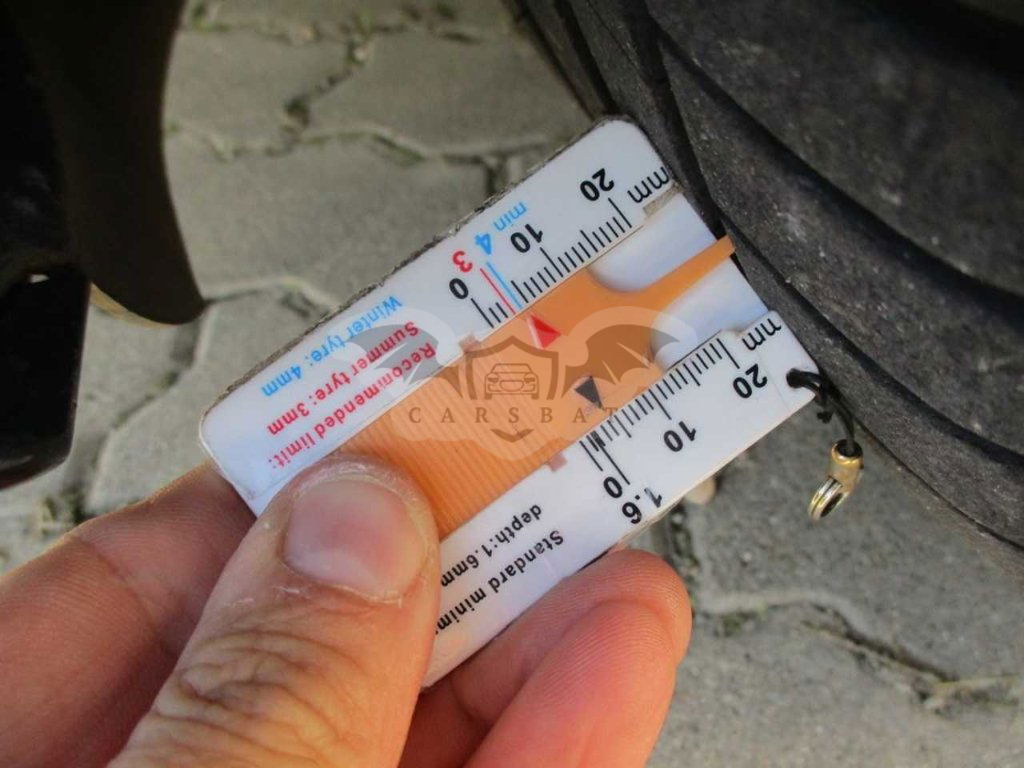 mm
20
10
min 4
3
0
Recommended limit:
Summer tyre: 3mm
Winter tyre: 4mm
CARSBAT
mm
20
10
0
1.6
Standard minim
depth:1.6mm